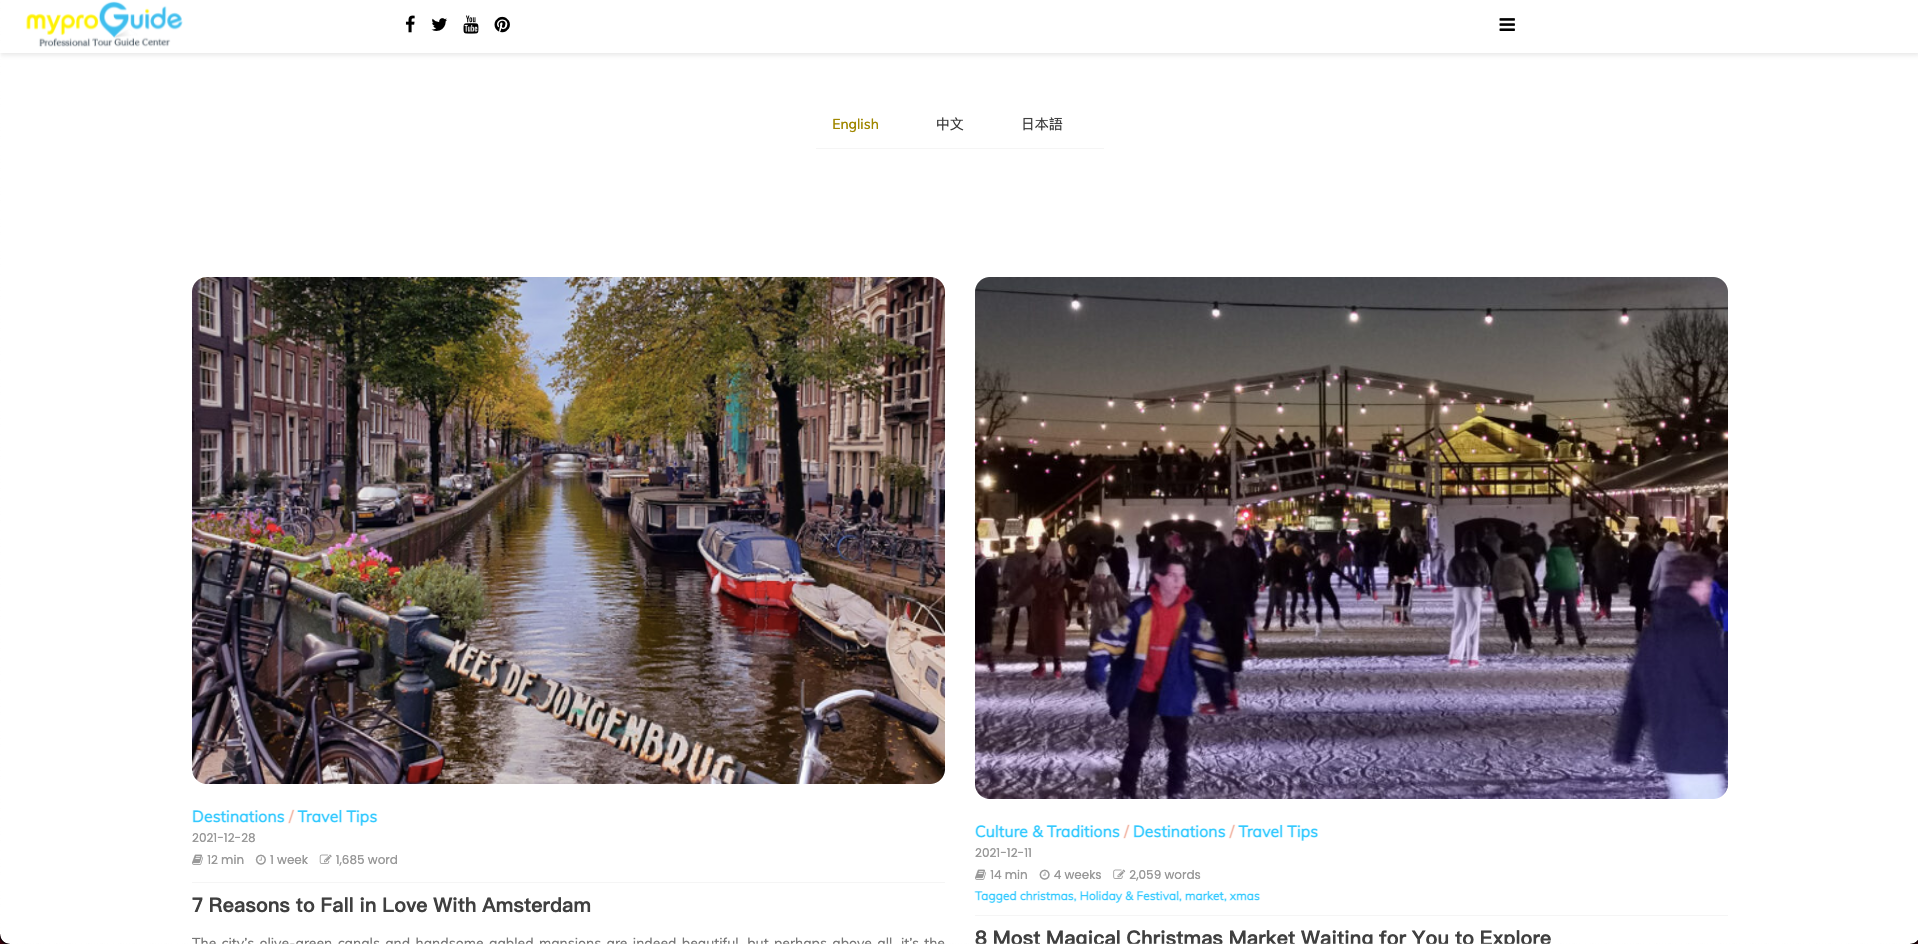 myproGuide
Professional Tour Guide Center
You
Tube
English
中文
日本語
KEES DE JONGENBRUG
Destinations / Travel Tips
2021-12-28
12 min 1 week 1,685 word
7 Reasons to Fall in Love With Amsterdam
The city's olive-green canals and handsome gabled mansions are indeed beautiful, but perhaps above all, it's the
Culture & Traditions / Destinations / Travel Tips
2021-12-11
14 min 4 weeks 2,059 words
Tagged christmas, Holiday & Festival, market, xmas
8 Most Magical Christmas Market Waiting for You to Explore